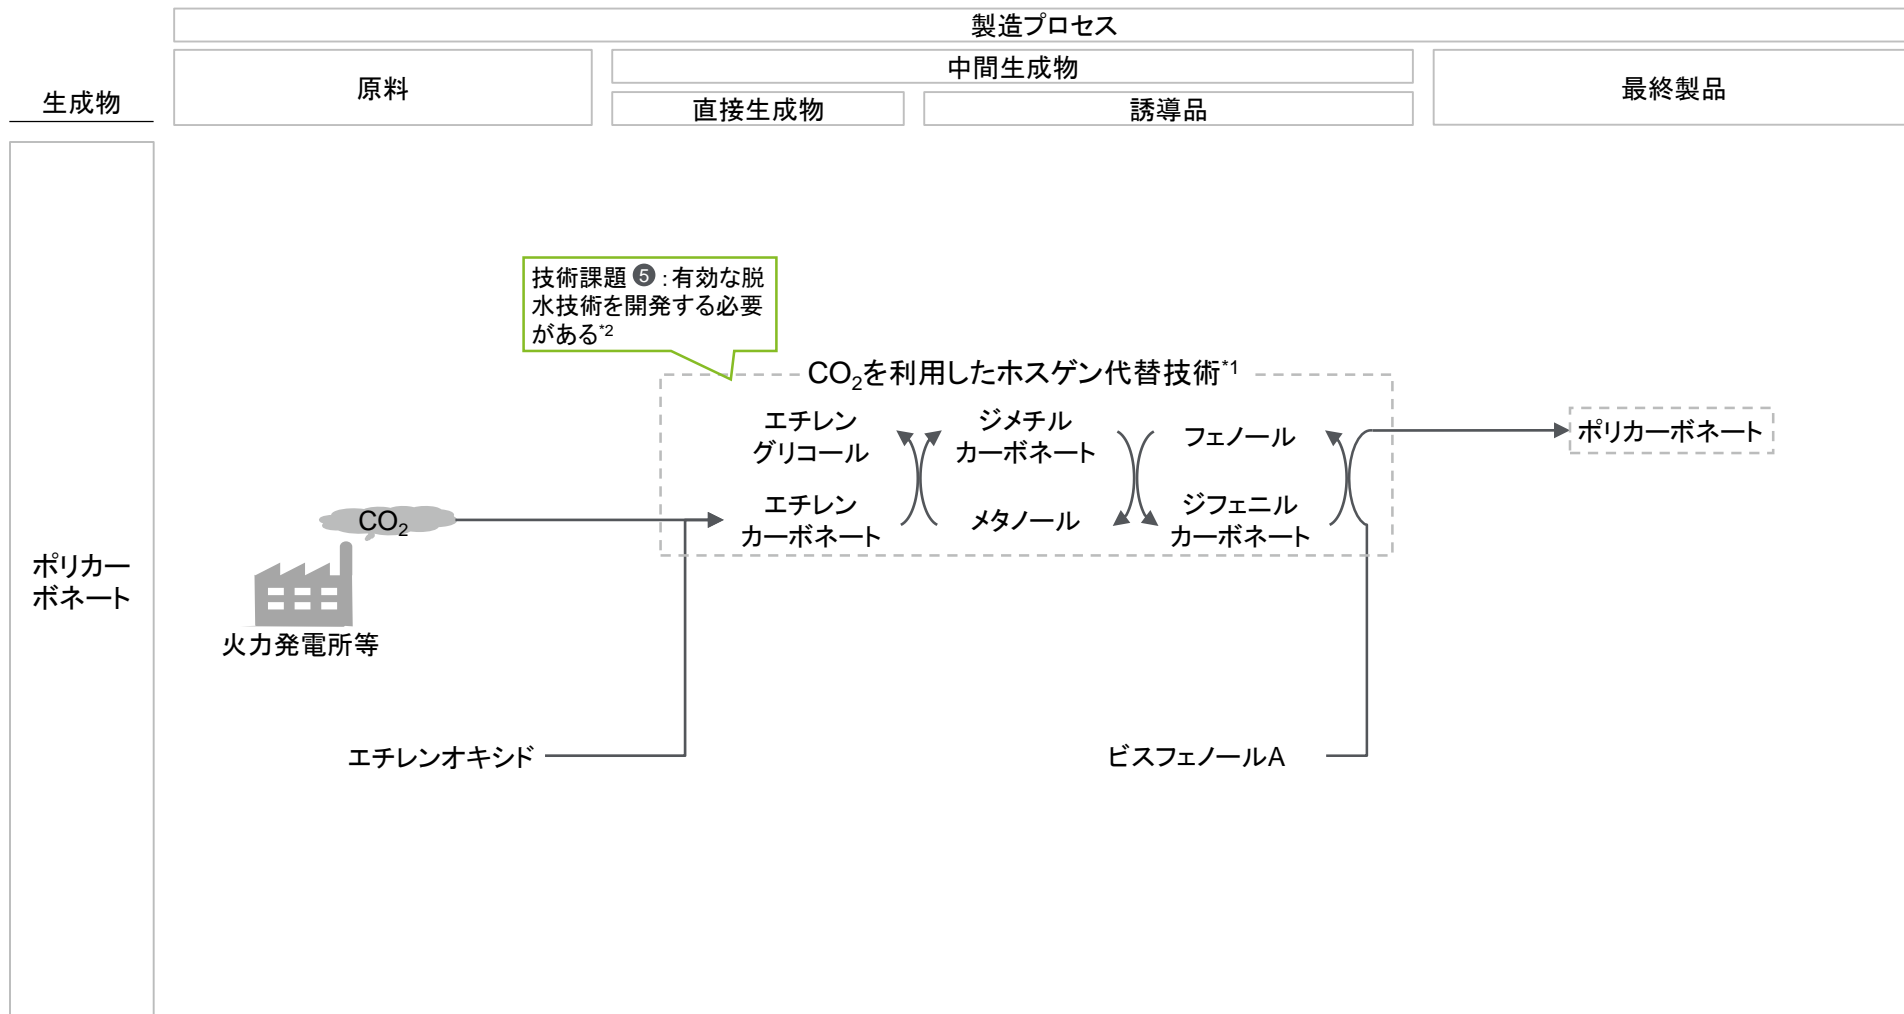 製造プロセス
生成物
原料
中間生成物
直接生成物
誘導品
最終製品
ポリカー
ボネート
技術課題 ❺ : 有効な脱
水技術を開発する必要
がある*2
CO2を利用したホスゲン代替技術*1
エチレン
グリコール
ジメチル
カーボネート
フェノール
ポリカーボネート
エチレン
カーボネート
メタノール
ジフェニル
カーボネート
CO2
火力発電所等
エチレンオキシド
ビスフェノールA